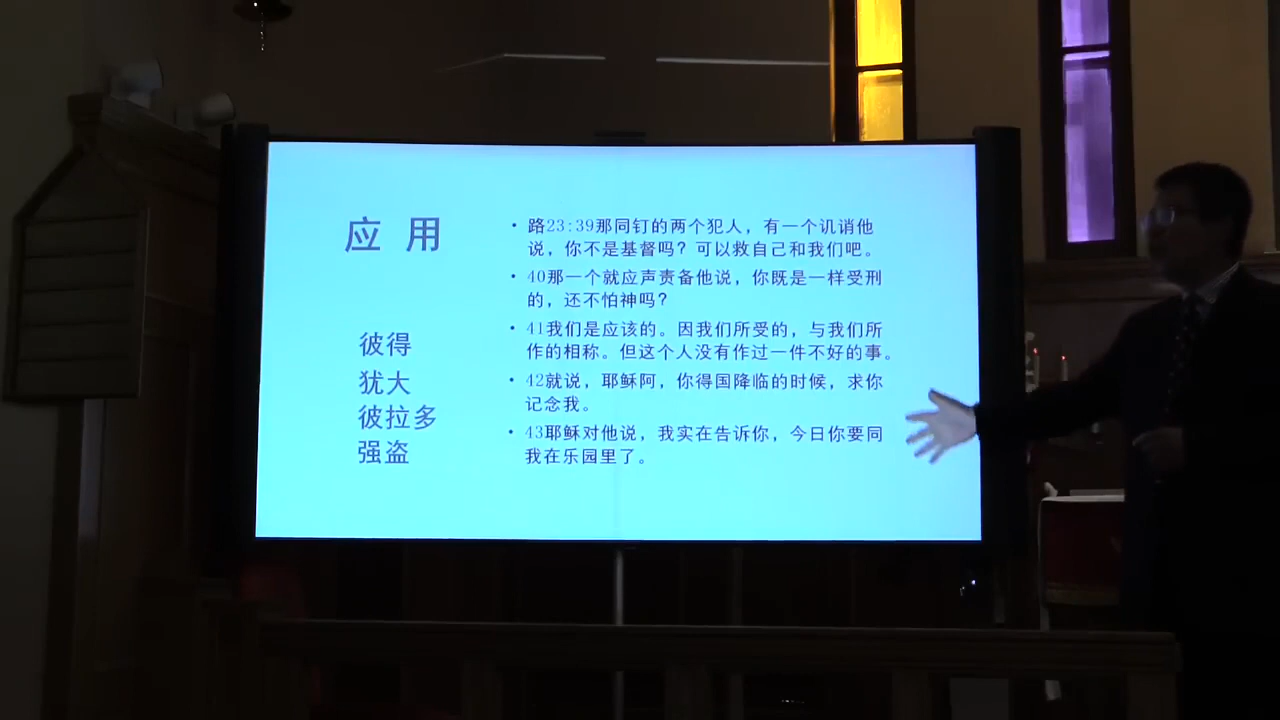 应 用
彼得
犹大
彼拉多
强盗
• 路23:39那同钉的两个犯人，有一个讥诮他
说，你不是基督吗？可以救自己和我们吧。
• 40那一个就应声责备他说，你既是一样受刑
的，还不怕神吗？
• 41我们是应该的。因我们所受的，与我们所
作的相称。但这个人没有作过一件不好的事。
• 42就说，耶稣阿，你得国降临的时候，求你
记念我。
• 43耶稣对他说，我实在告诉你，今日你要同
我在乐园里了。